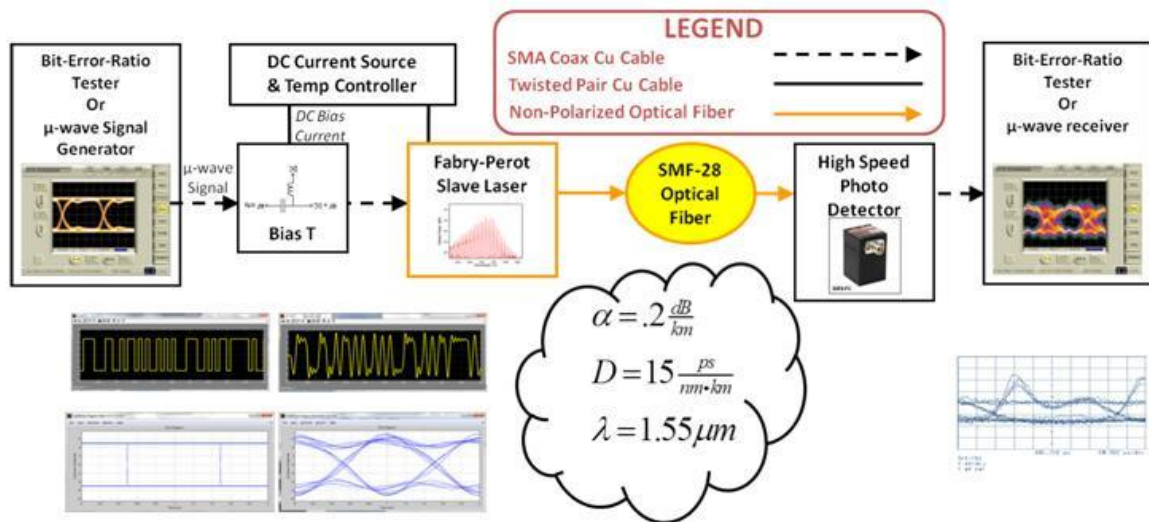 LEGEND
SMA Coax Cu Cable
Twisted Pair Cu Cable
Non-Polarized Optical Fiber
Bit-Error-Ratio
Tester
Or
μ-wave Signal
Generator
μ-wave
Signal
DC Current Source
& Temp Controller
DC Bias
Current
Bias T
Fabry-Perot
Slave Laser
SMF-28
Optical
Fiber
High Speed
Photo
Detector
Bit-Error-Ratio
Tester
Or
μ-wave receiver
α = .2 dB/km
D = 15 ps/nm•km
λ = 1.55 μm